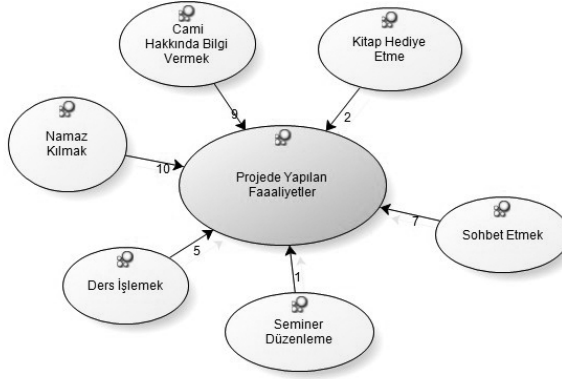 Cami
Hakkında Bilgi
Vermek
Kitap Hediye
Etme
9
2
Namaz
Kılmak
10
Projede Yapılan
Faaaliyetler
7
Sohbet Etmek
5
Ders İşlemek
1
Seminer
Düzenleme